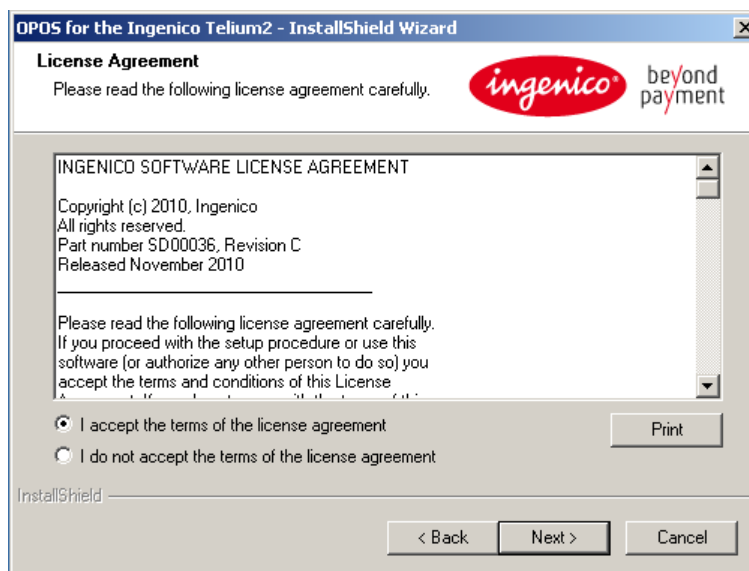 OPOS for the Ingenico Telium2 - InstallShield Wizard
License Agreement
Please read the following license agreement carefully.
ingenico
beyond
payment
INGENICO SOFTWARE LICENSE AGREEMENT
Copyright (c) 2010, Ingenico
All rights reserved.
Part number SD00036, Revision C
Released November 2010
Please read the following license agreement carefully.
If you proceed with the setup procedure or use this
software (or authorize any other person to do so) you
accept the terms and conditions of this License
I accept the terms of the license agreement
Print
I do not accept the terms of the license agreement
InstallShield
< Back
Next >
Cancel